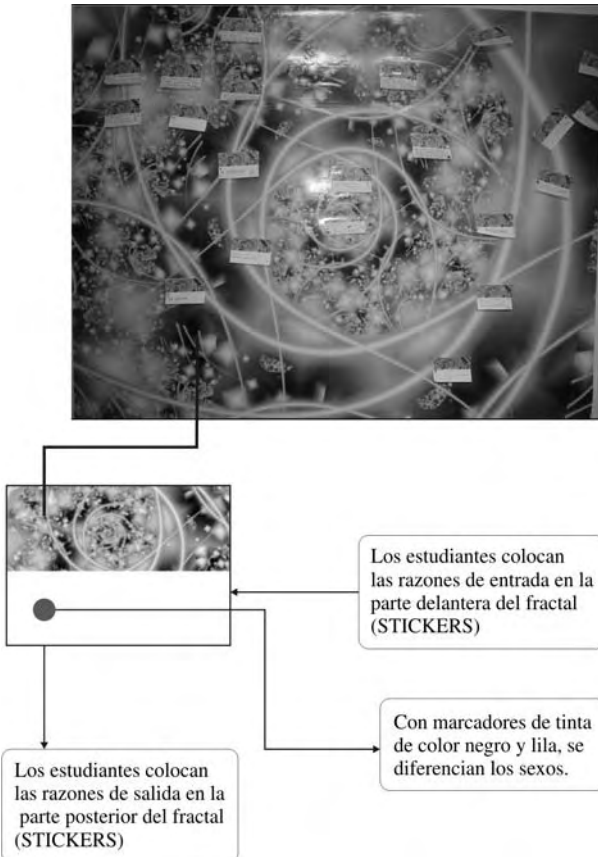 Los estudiantes colocan
las razones de entrada en la
parte delantera del fractal
(STICKERS)
Con marcadores de tinta
de color negro y lila, se
diferencian los sexos.
Los estudiantes colocan
las razones de salida en la
parte posterior del fractal
(STICKERS)